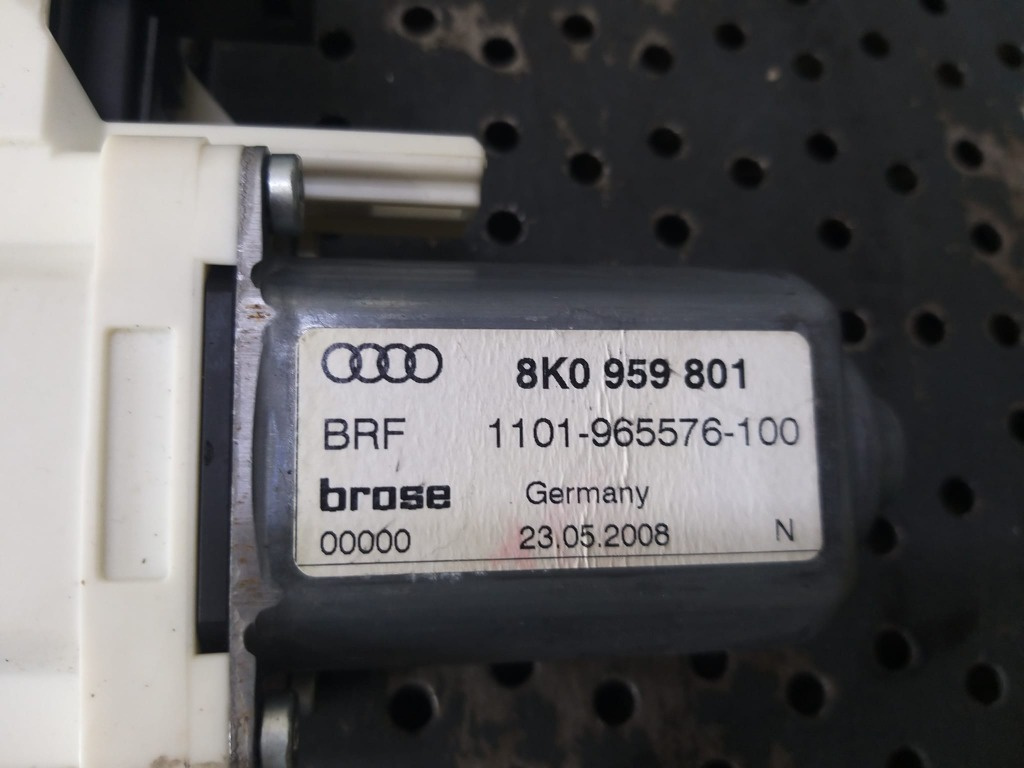 8K0 959 801
BRF 1101-965576-100
brose Germany
00000 23.05.2008 N